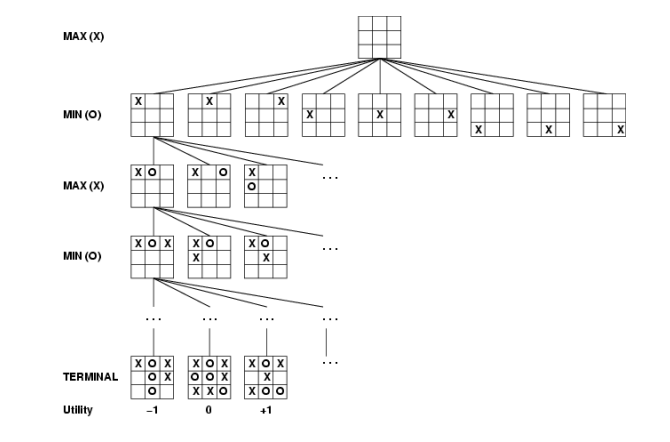 MAX (X)
X X X X X X X X X
MIN (O)
X O X O X
MAX (X) ...
O
X O X X O X O
MIN (O) ...
X X
... ... ... ...
X O X X O X X O X ...
TERMINAL O X O O X X
O X X O X O O
Utility −1 0 +1